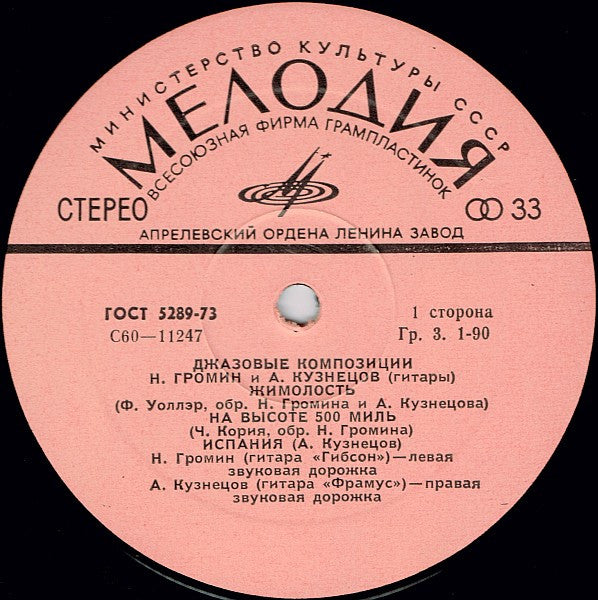 МИНИСТЕРСТВО КУЛЬТУРЫ СССР
МЕЛОДИЯ
ВСЕСОЮЗНАЯ ФИРМА ГРАМПЛАСТИНОК
СТЕРЕО
33
АПРЕЛЕВСКИЙ ОРДЕНА ЛЕНИНА ЗАВОД
ГОСТ 5289-73
1 сторона
С60—11247
Гр. 3. 1-90
ДЖАЗОВЫЕ КОМПОЗИЦИИ
Н. ГРОМИН и А. КУЗНЕЦОВ (гитары)
ЖИМОЛОСТЬ
(Ф. Уоллэр, обр. Н. Громина и А. Кузнецова)
НА ВЫСОТЕ 500 МИЛЬ
(Ч. Кория, обр. Н. Громина)
ИСПАНИЯ (А. Кузнецов)
Н. Громин (гитара «Гибсон»)—левая
звуковая дорожка
А. Кузнецов (гитара «Фрамус»)—правая
звуковая дорожка